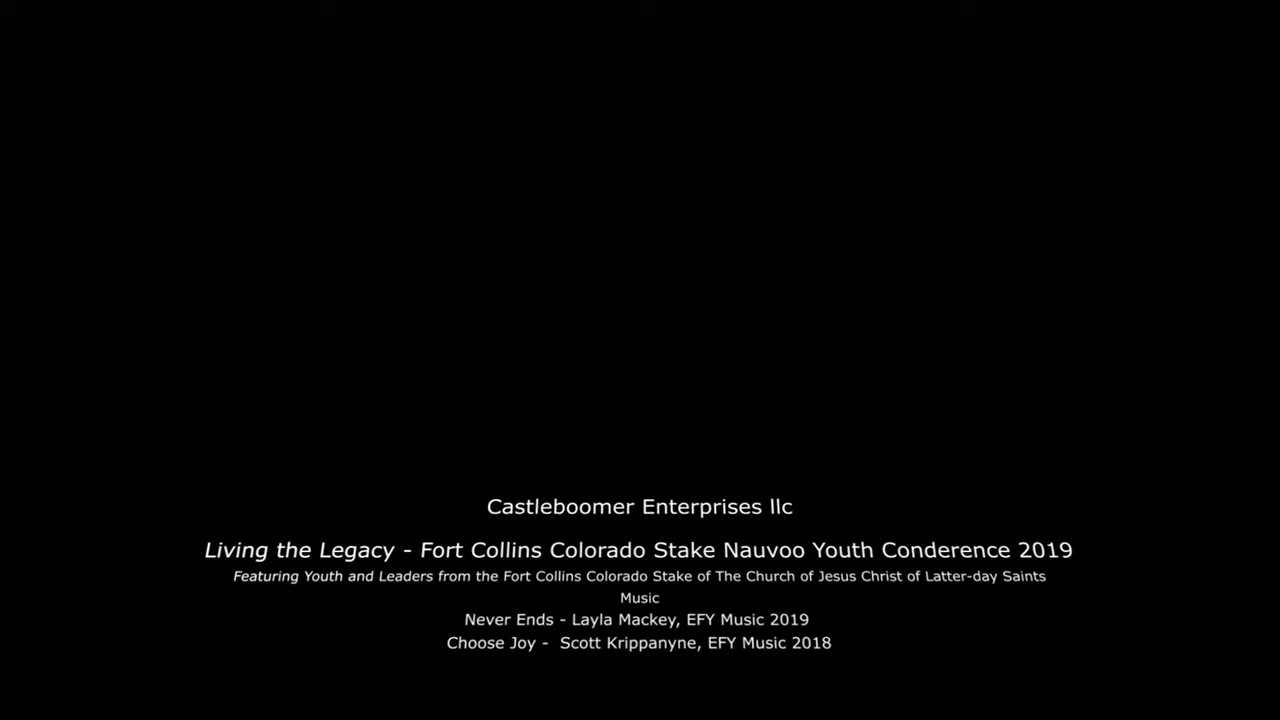 Castleboomer Enterprises llc
Living the Legacy - Fort Collins Colorado Stake Nauvoo Youth Conderence 2019
Featuring Youth and Leaders from the Fort Collins Colorado Stake of The Church of Jesus Christ of Latter-day Saints
Music
Never Ends - Layla Mackey, EFY Music 2019
Choose Joy -  Scott Krippanyne, EFY Music 2018